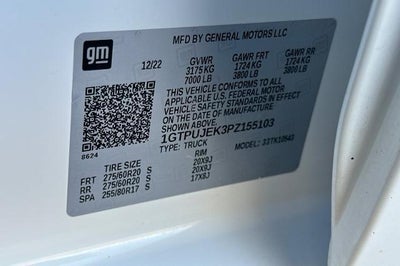 gm
MFD BY GENERAL MOTORS LLC
12/22 GVWR GAWR FRT GAWR RR
3175 KG 1724 KG 1724 KG
7000 LB 3800 LB 3800 LB
THIS VEHICLE CONFORMS TO ALL
APPLICABLE U.S. FEDERAL MOTOR
VEHICLE SAFETY STANDARDS IN EFFECT
ON THE DATE OF MANUFACTURE
SHOWN ABOVE.
1GTPUJEK3PZ155103
8624
TYPE: TRUCK MODEL: 33TK10543
TIRE SIZE RIM
FRT 275/60R20 S 20X9J
RR 275/60R20 S 20X9J
SPA 255/80R17 S 17X8J